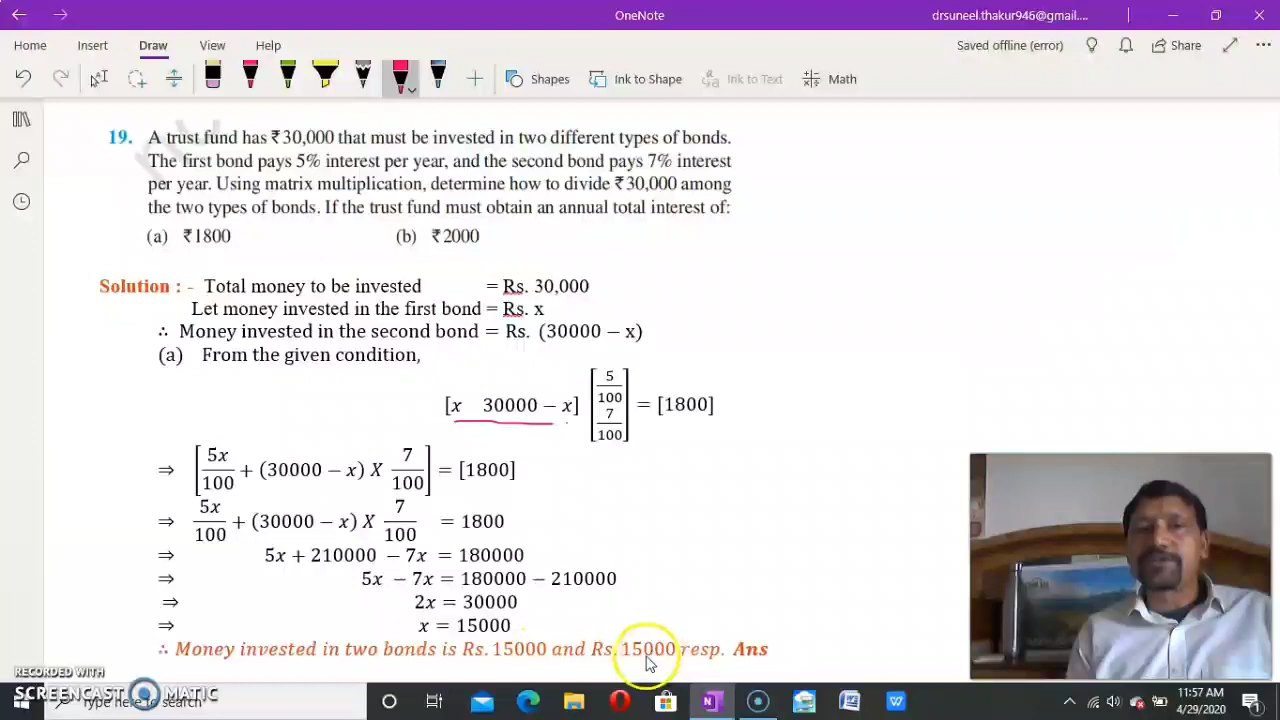 OneNote
drsuneel.thakur946@gmail....
Home Insert Draw View Help
Saved offline (error)
Share
Shapes
Ink to Shape
Ink to Text
Math
19. A trust fund has ₹30,000 that must be invested in two different types of bonds.
The first bond pays 5% interest per year, and the second bond pays 7% interest
per year. Using matrix multiplication, determine how to divide ₹30,000 among
the two types of bonds. If the trust fund must obtain an annual total interest of:
(a) ₹1800 (b) ₹2000
Solution : - Total money to be invested = Rs. 30,000
Let money invested in the first bond = Rs. x
∴ Money invested in the second bond = Rs. (30000 − x)
(a) From the given condition,
[x 30000 − x] [5/100 7/100] = [1800]
⇒ [5x/100 + (30000 − x) X 7/100] = [1800]
⇒ 5x/100 + (30000 − x) X 7/100 = 1800
⇒ 5x + 210000 − 7x = 180000
⇒ 5x − 7x = 180000 − 210000
⇒ 2x = 30000
⇒ x = 15000
∴ Money invested in two bonds is Rs. 15000 and Rs. 15000 resp. Ans
RECORDED WITH
SCREENCAST MATIC
Type here to search
11:57 AM
4/29/2020